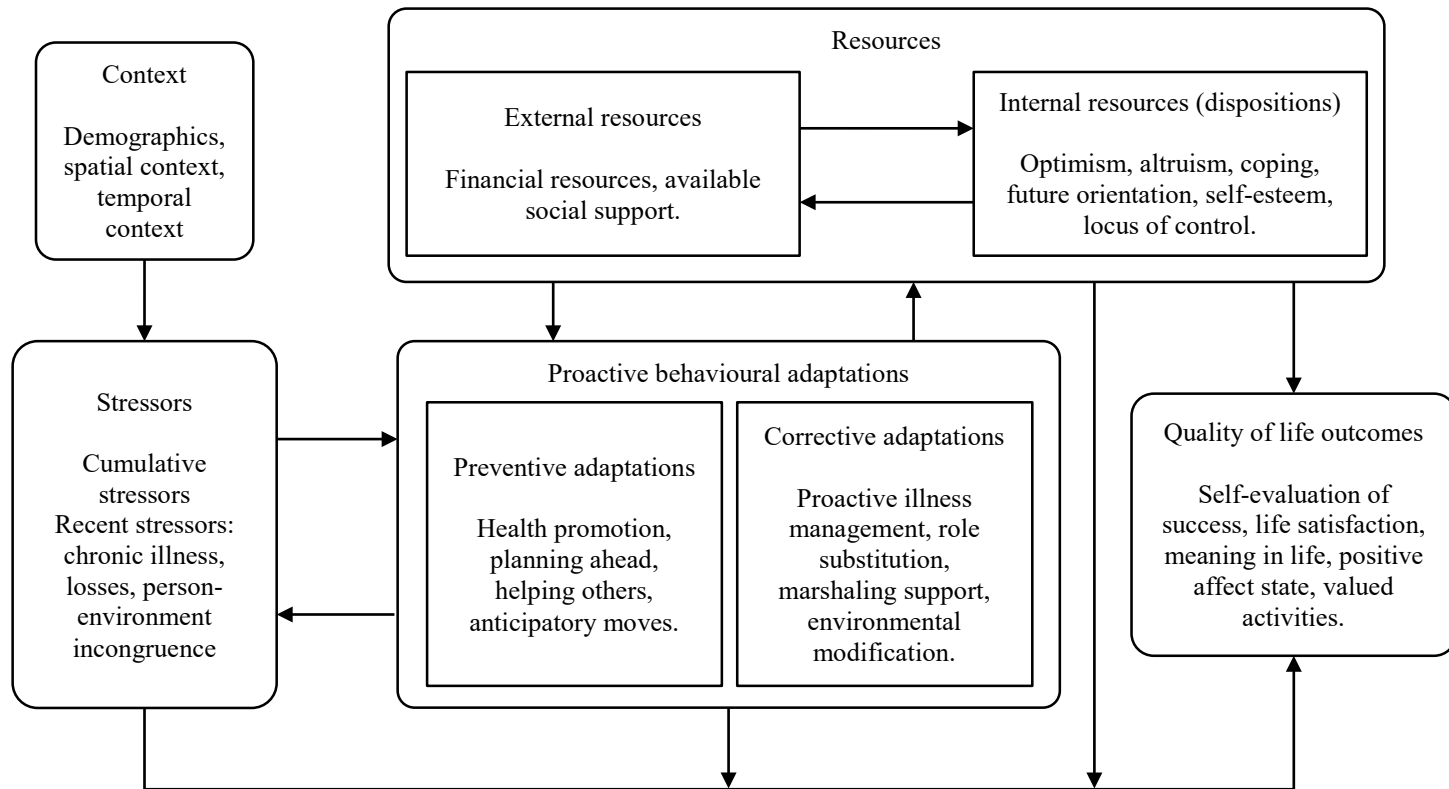 Context
Demographics,
spatial context,
temporal
context
Resources
External resources
Financial resources, available
social support.
Internal resources (dispositions)
Optimism, altruism, coping,
future orientation, self-esteem,
locus of control.
Stressors
Cumulative
stressors
Recent stressors:
chronic illness,
losses, person-
environment
incongruence
Proactive behavioural adaptations
Preventive adaptations
Health promotion,
planning ahead,
helping others,
anticipatory moves.
Corrective adaptations
Proactive illness
management, role
substitution,
marshaling support,
environmental
modification.
Quality of life outcomes
Self-evaluation of
success, life satisfaction,
meaning in life, positive
affect state, valued
activities.